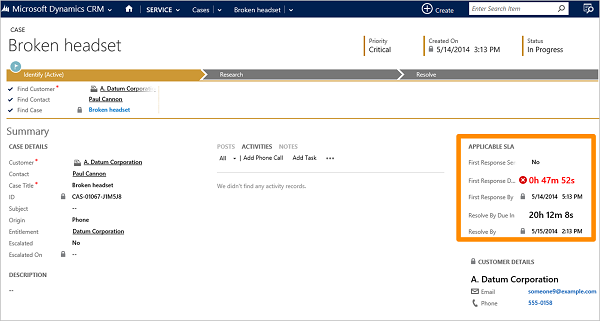 Microsoft Dynamics CRM SERVICE Cases Broken headset Create Enter Search Item
CASE
Broken headset
Priority
Critical
Created On
5/14/2014 3:13 PM
Status
In Progress
Identify (Active) Research Resolve
Find Customer* A. Datum Corporation
Find Contact Paul Cannon
Find Case Broken headset
Summary
CASE DETAILS
Customer * A. Datum Corporation
Contact Paul Cannon
Case Title * Broken headset
ID CAS-01067-J1M5J8
Subject --
Origin Phone
Entitlement Datum Corporation
Escalated No
Escalated On --
DESCRIPTION
--
POSTS ACTIVITIES NOTES
All Add Phone Call Add Task •••
We didn't find any activity records.
APPLICABLE SLA
First Response Se: No
First Response D... 0h 47m 52s
First Response By 5/14/2014 5:13 PM
Resolve By Due In 20h 12m 8s
Resolve By 5/15/2014 2:13 PM
CUSTOMER DETAILS
A. Datum Corporation
Email someone9@example.com
Phone 555-0158